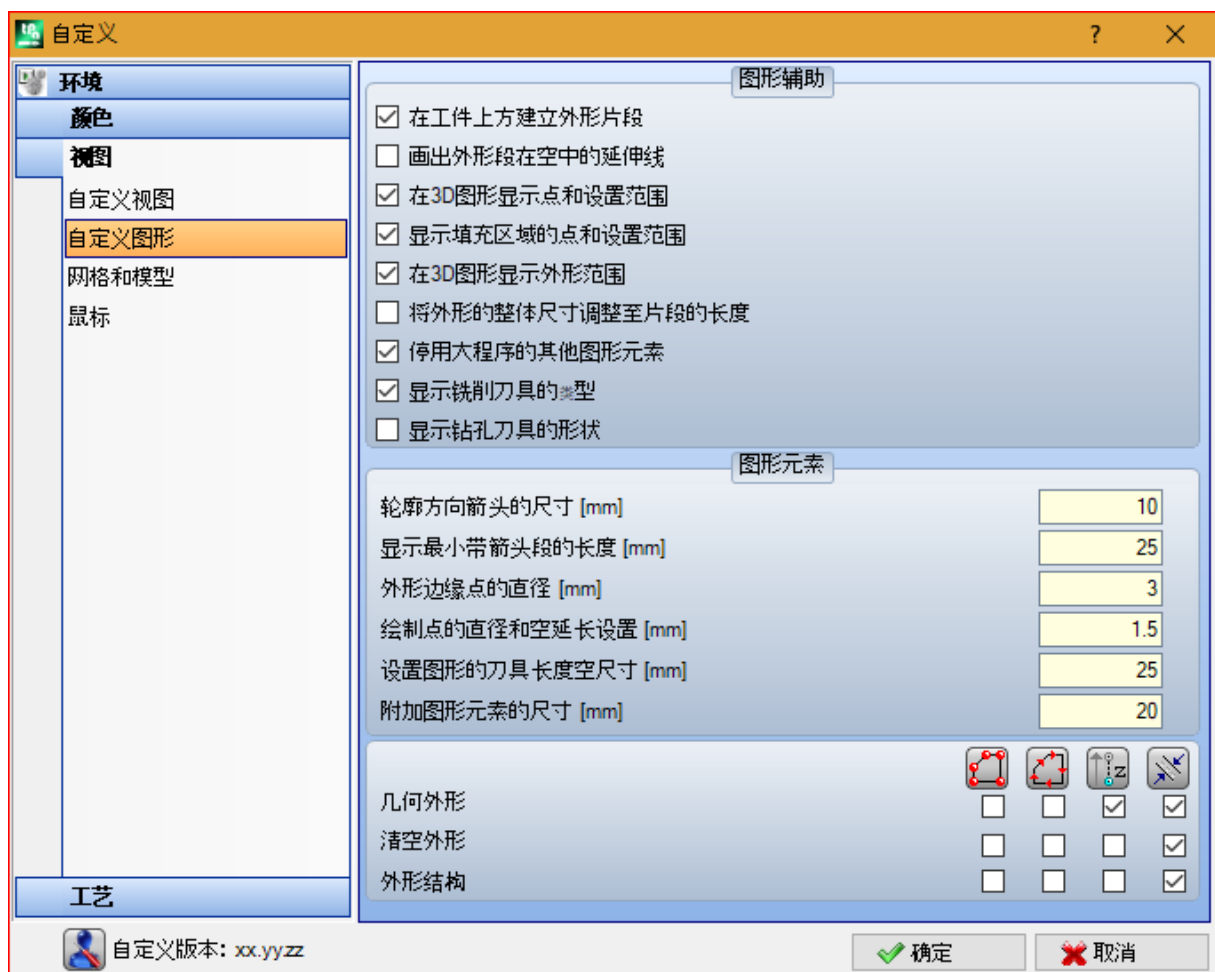 自定义
?
环境
颜色
视图
自定义视图
自定义图形
网格和模型
鼠标
工艺
图形辅助
在工件上方建立外形片段
画出外形段在空中的延伸线
在3D图形显示点和设置范围
显示填充区域的点和设置范围
在3D图形显示外形范围
将外形的整体尺寸调整至片段的长度
停用大程序的其他图形元素
显示铣削刀具的类型
显示钻孔刀具的形状
图形元素
轮廓方向箭头的尺寸 [mm] 10
显示最小带箭头段的长度 [mm] 25
外形边缘点的直径 [mm] 3
绘制点的直径和空延长设置 [mm] 1.5
设置图形的刀具长度空尺寸 [mm] 25
附加图形元素的尺寸 [mm] 20
z
几何外形
清空外形
外形结构
自定义版本: xx.yy.zz
确定
取消